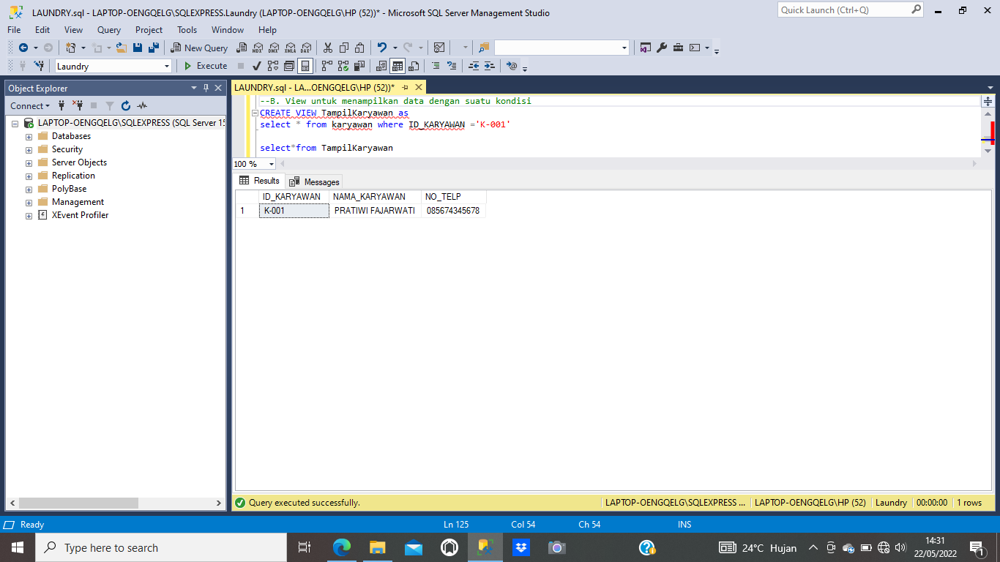 LAUNDRY.sql - LAPTOP-OENGQELG\SQLEXPRESS.Laundry (LAPTOP-OENGQELG\HP (52))* - Microsoft SQL Server Management Studio
Quick Launch (Ctrl+Q)
File Edit View Query Project Tools Window Help
New Query
MDX DMX XMLA DAX
Laundry
Execute
Object Explorer
LAUNDRY.sql - LA...OENGQELG\HP (52))*
Connect
LAPTOP-OENGQELG\SQLEXPRESS (SQL Server 15
Databases
Security
Server Objects
Replication
PolyBase
Management
XEvent Profiler
--B. View untuk menampilkan data dengan suatu kondisi
CREATE VIEW TampilKaryawan as
select * from karyawan where ID_KARYAWAN ='K-001'
select*from TampilKaryawan
100 %
Results Messages
ID_KARYAWAN NAMA_KARYAWAN NO_TELP
1 K-001 PRATIWI FAJARWATI 085674345678
Query executed successfully.
LAPTOP-OENGQELG\SQLEXPRESS ... LAPTOP-OENGQELG\HP (52) Laundry 00:00:00 1 rows
Ready Ln 125 Col 54 Ch 54 INS
Type here to search
24°C Hujan
14:31
22/05/2022
1